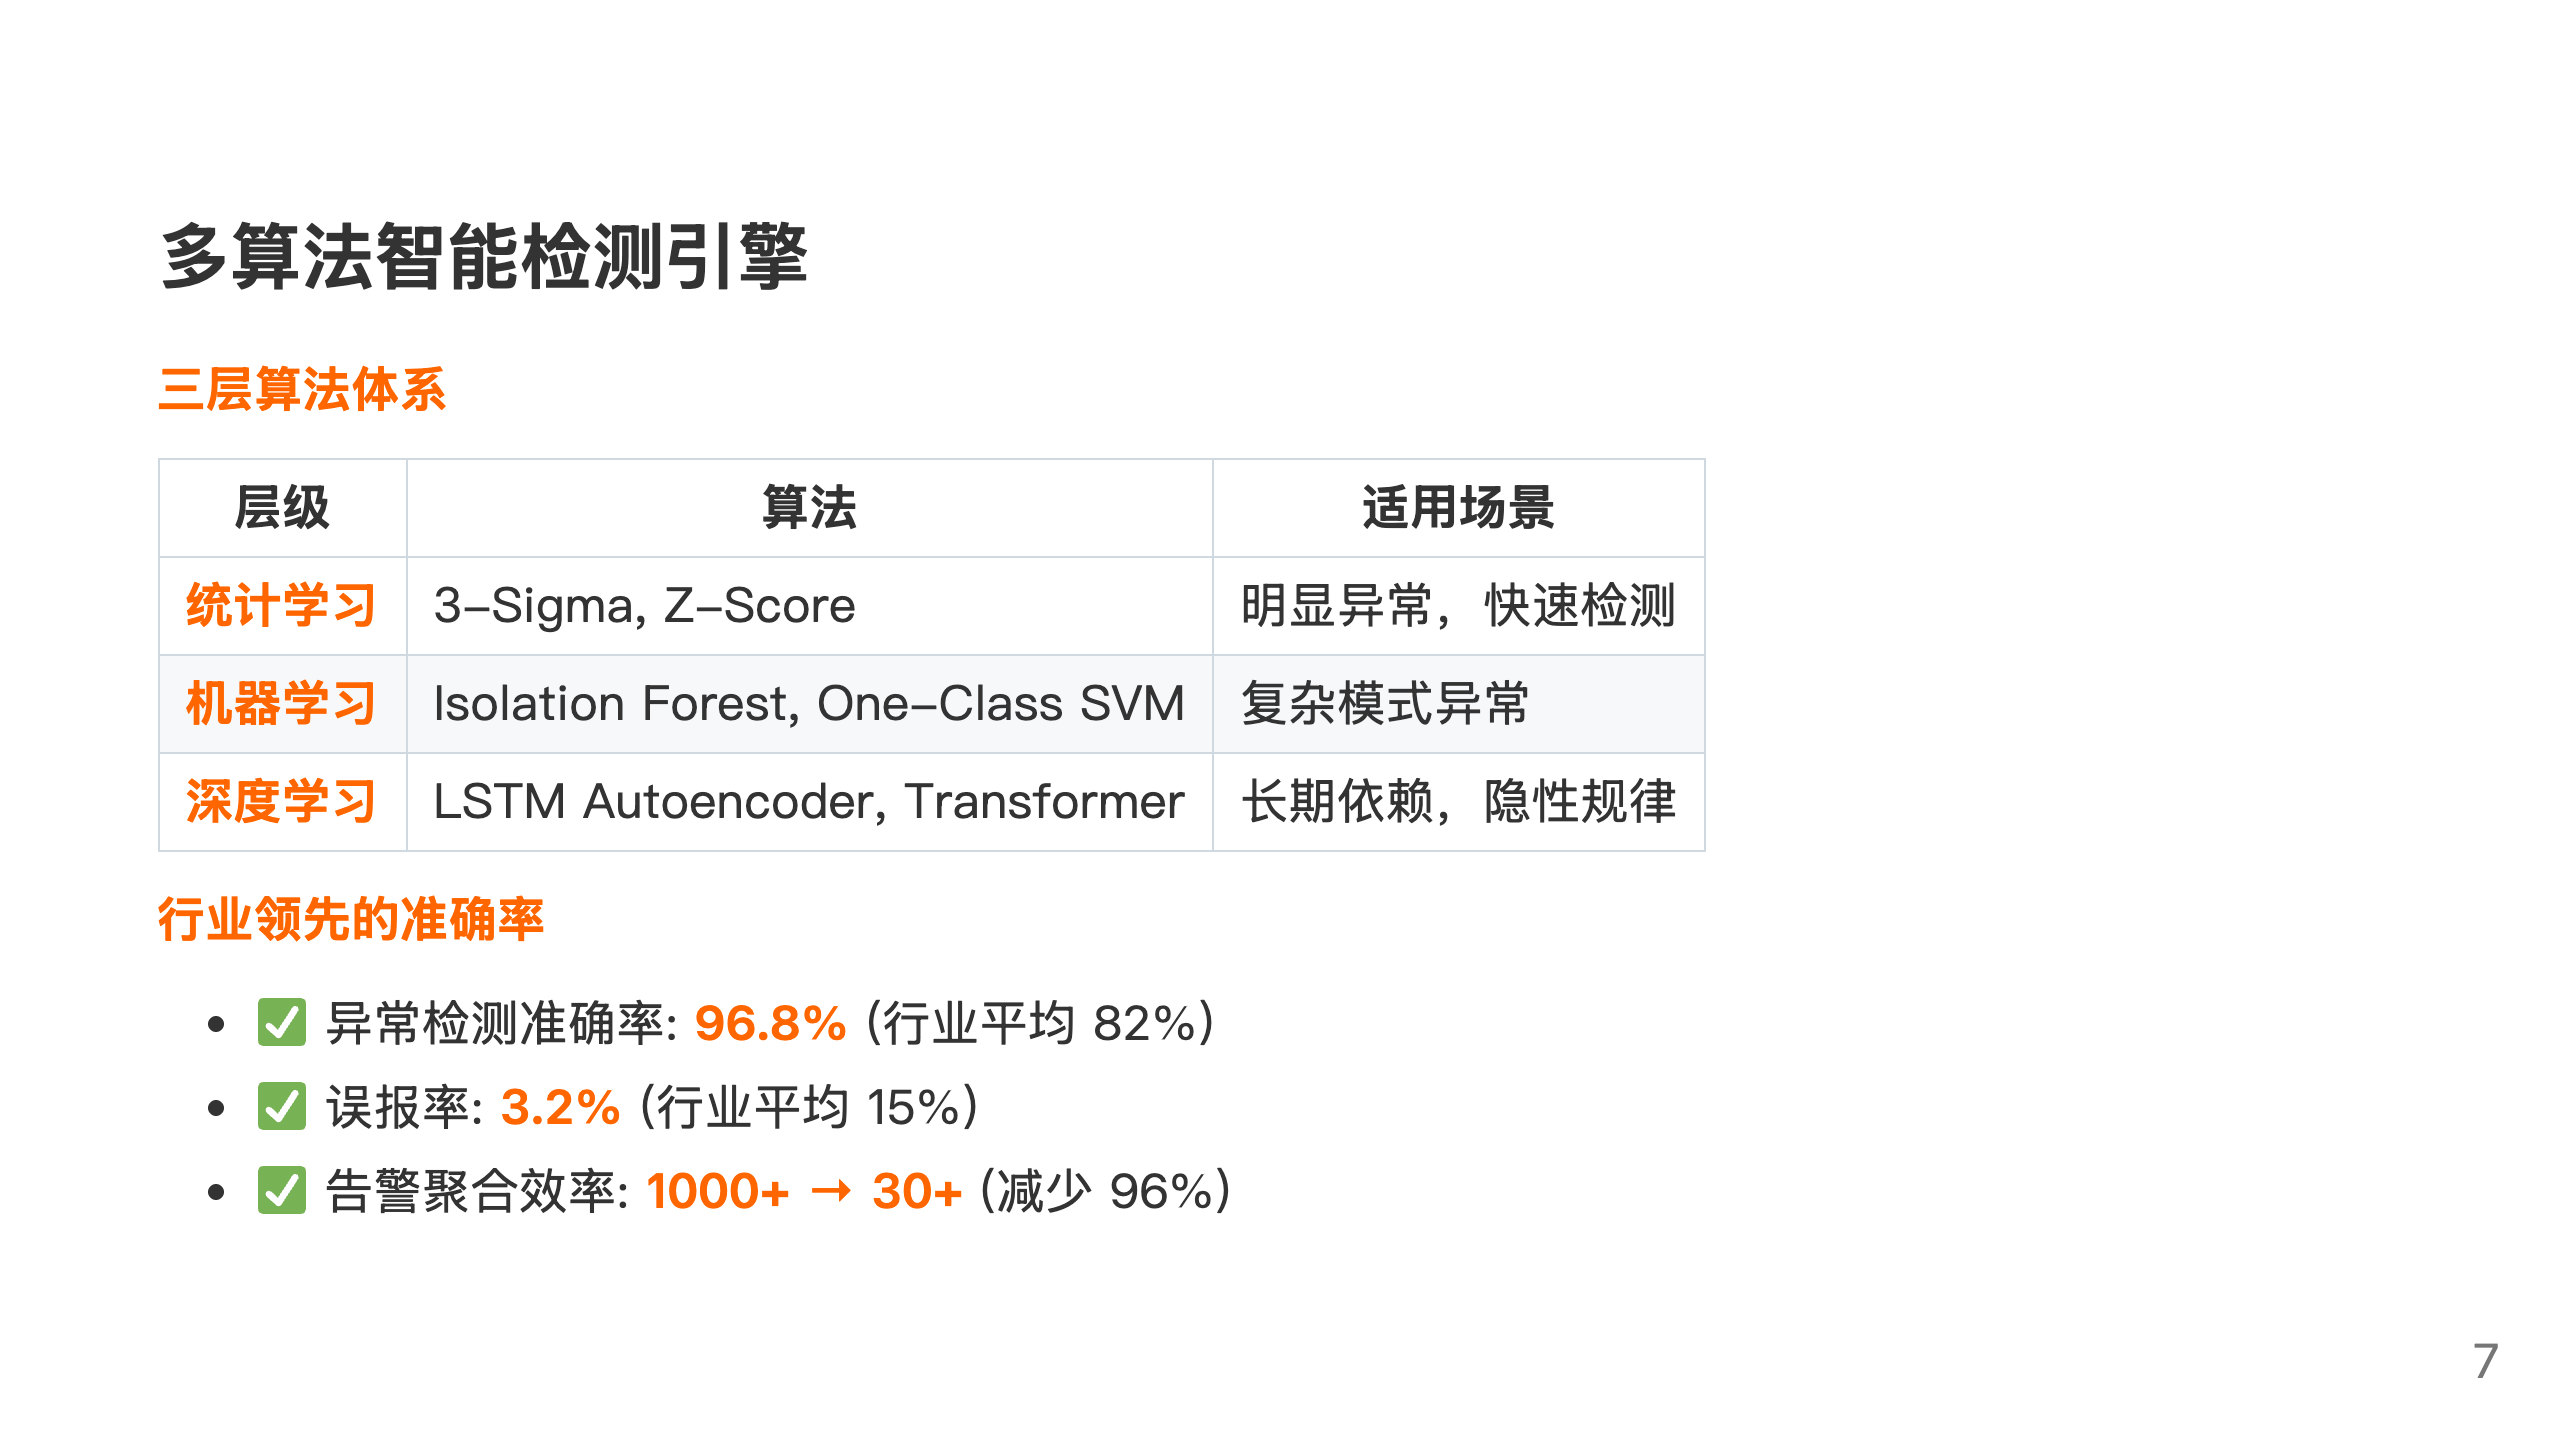 多算法智能检测引擎
三层算法体系
层级 算法 适用场景
统计学习 3-Sigma, Z-Score 明显异常，快速检测
机器学习 Isolation Forest, One-Class SVM 复杂模式异常
深度学习 LSTM Autoencoder, Transformer 长期依赖，隐性规律
行业领先的准确率
• ✅ 异常检测准确率: 96.8% (行业平均 82%)
• ✅ 误报率: 3.2% (行业平均 15%)
• ✅ 告警聚合效率: 1000+ → 30+ (减少 96%)
7